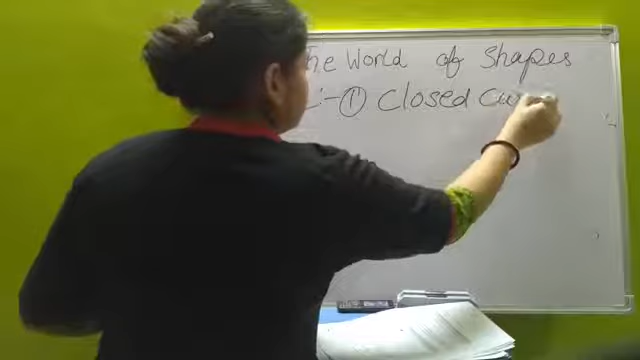 he World of Shapes
:- ① Closed